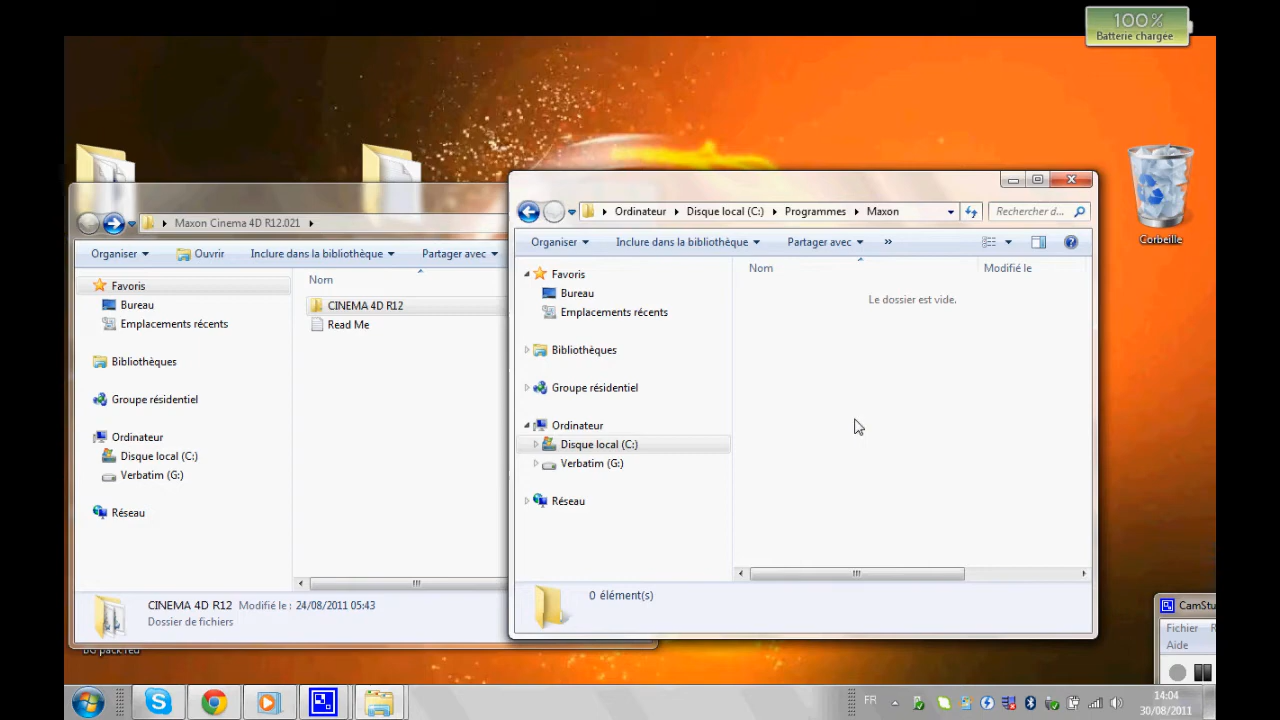 100%
Batterie chargée
Corbeille
Maxon Cinema 4D R12.021
Organiser
Ouvrir
Inclure dans la bibliothèque
Partager avec
Favoris
Bureau
Emplacements récents
Bibliothèques
Groupe résidentiel
Ordinateur
Disque local (C:)
Verbatim (G:)
Réseau
Nom
CINEMA 4D R12
Read Me
CINEMA 4D R12 Modifié le : 24/08/2011 05:43
Dossier de fichiers
Ordinateur Disque local (C:) Programmes Maxon
Rechercher d...
Organiser
Inclure dans la bibliothèque
Partager avec
»
Favoris
Bureau
Emplacements récents
Bibliothèques
Groupe résidentiel
Ordinateur
Disque local (C:)
Verbatim (G:)
Réseau
Nom
Modifié le
Le dossier est vide.
0 élément(s)
CamStu
Fichier
Aide
FR
14:04
30/08/2011